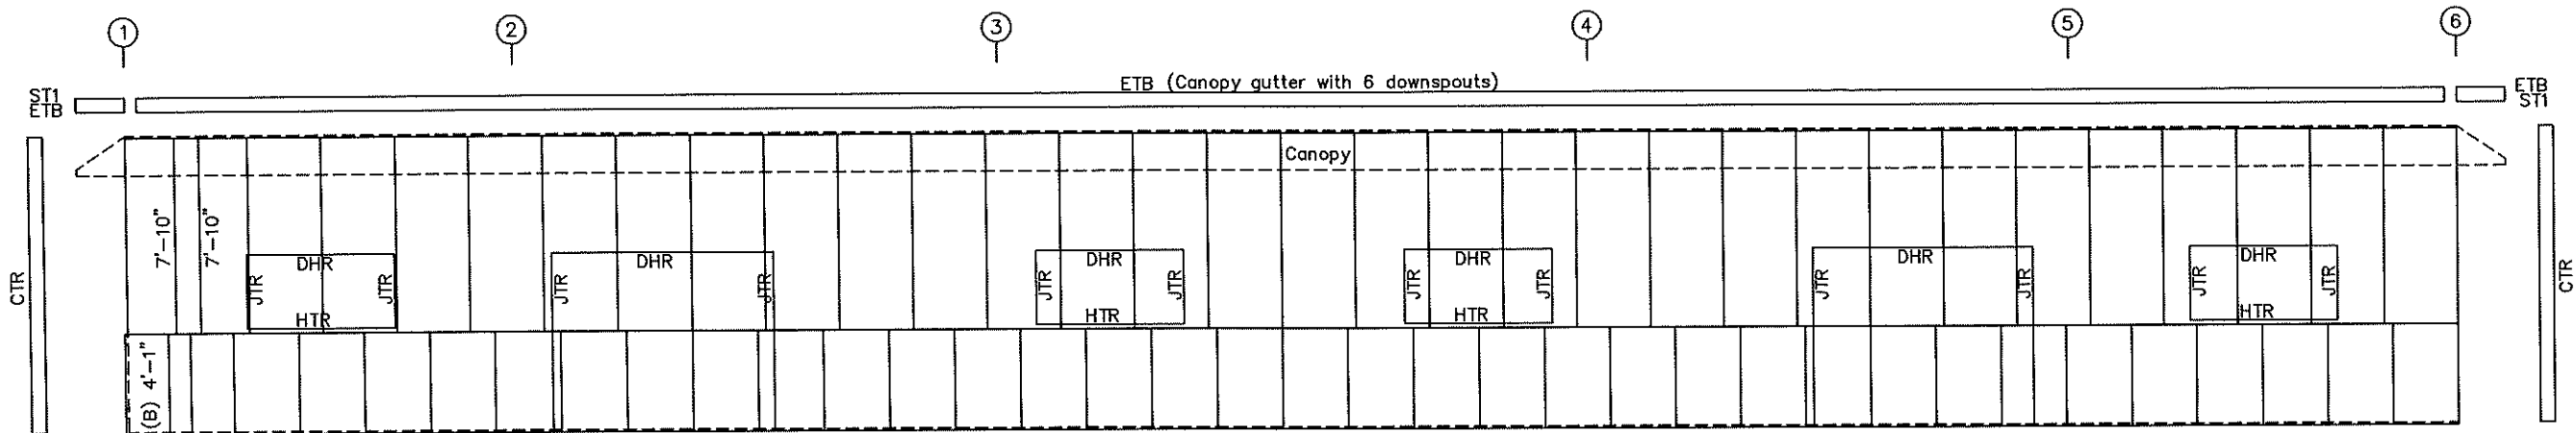 1
2
3
4
5
6
ETB (Canopy gutter with 6 downspouts)
ST1
ETB
ETB
ST1
Canopy
CTR
7'-10"
7'-10"
JTR
DHR
JTR
HTR
JTR
DHR
JTR
JTR
DHR
JTR
HTR
JTR
DHR
JTR
HTR
JTR
DHR
JTR
JTR
DHR
JTR
HTR
CTR
(B) 4'-1"